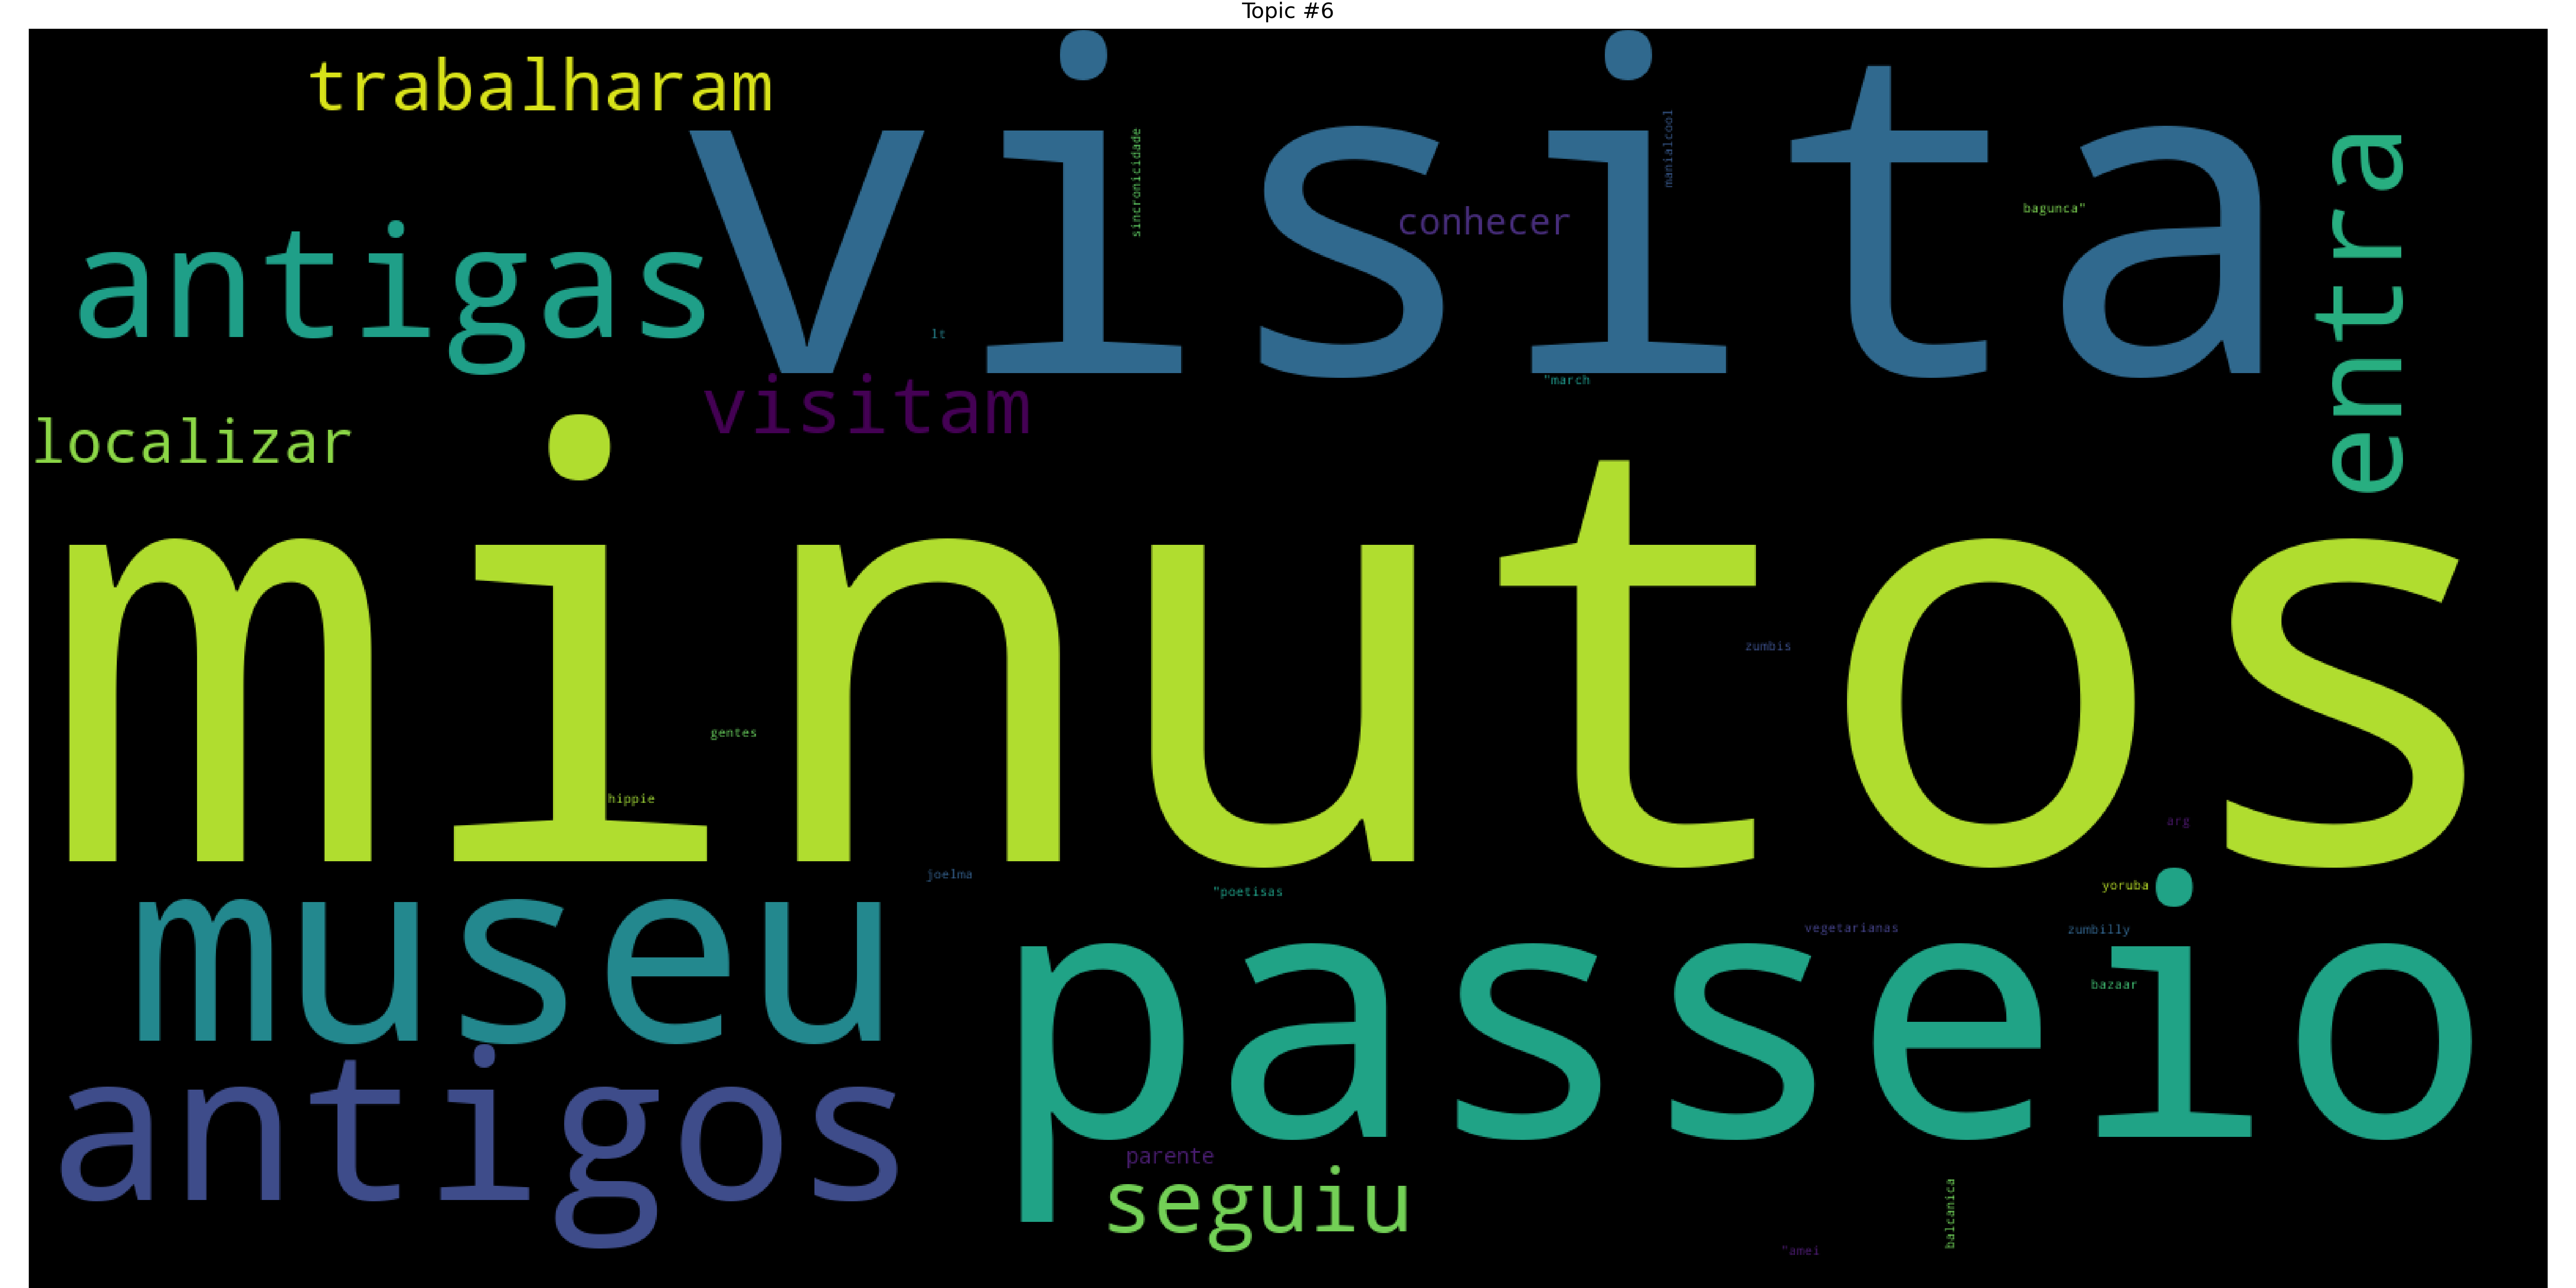 Topic #6
trabalharam
visita
sincronicidade
manialcool
entra
conhecer
bagunca"
antigas
lt
"march
visitam
localizar
minutos
zumbis
gentes
hippie
arg
joelma
"poetisas
yoruba
museu
vegetarianas
zumbilly
passeio
bazaar
antigos
parente
seguiu
balcanica
"amei